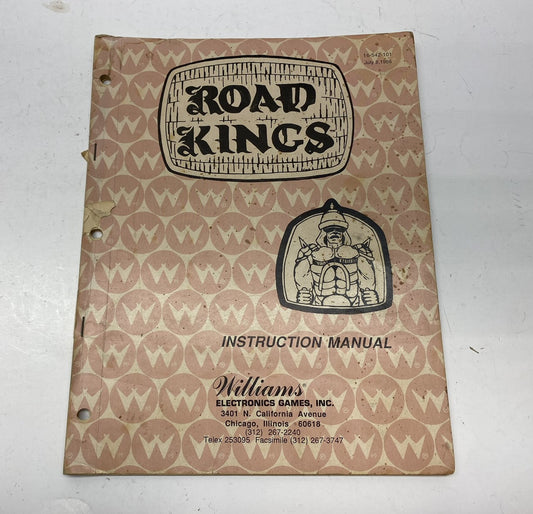 16-542-101
July 8, 1986
ROAD
KINGS
INSTRUCTION MANUAL
Williams®
ELECTRONICS GAMES, INC.
3401 N. California Avenue
Chicago, Illinois 60618
(312) 267-2240
Telex 253095 Facsimile (312) 267-3747